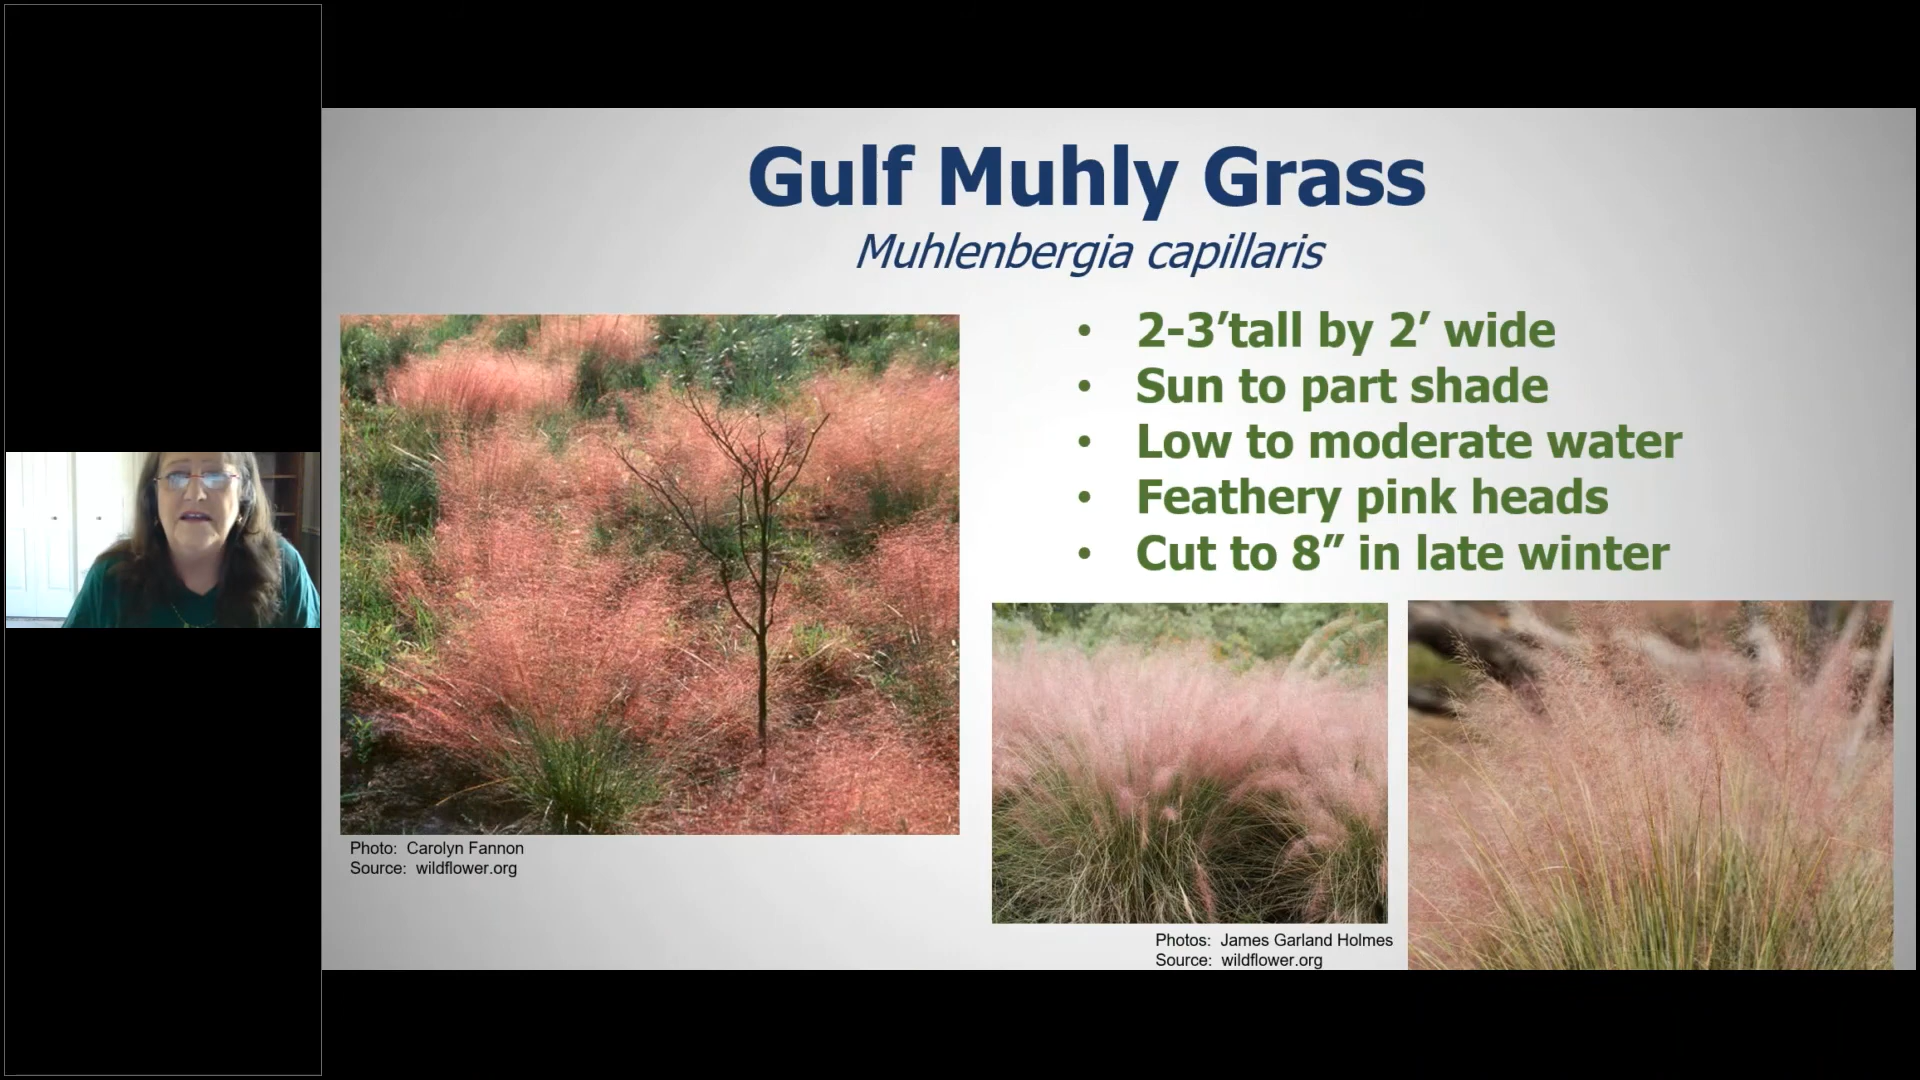 Gulf Muhly Grass
Muhlenbergia capillaris
• 2-3’tall by 2’ wide
• Sun to part shade
• Low to moderate water
• Feathery pink heads
• Cut to 8” in late winter
Photo: Carolyn Fannon
Source: wildflower.org
Photos: James Garland Holmes
Source: wildflower.org